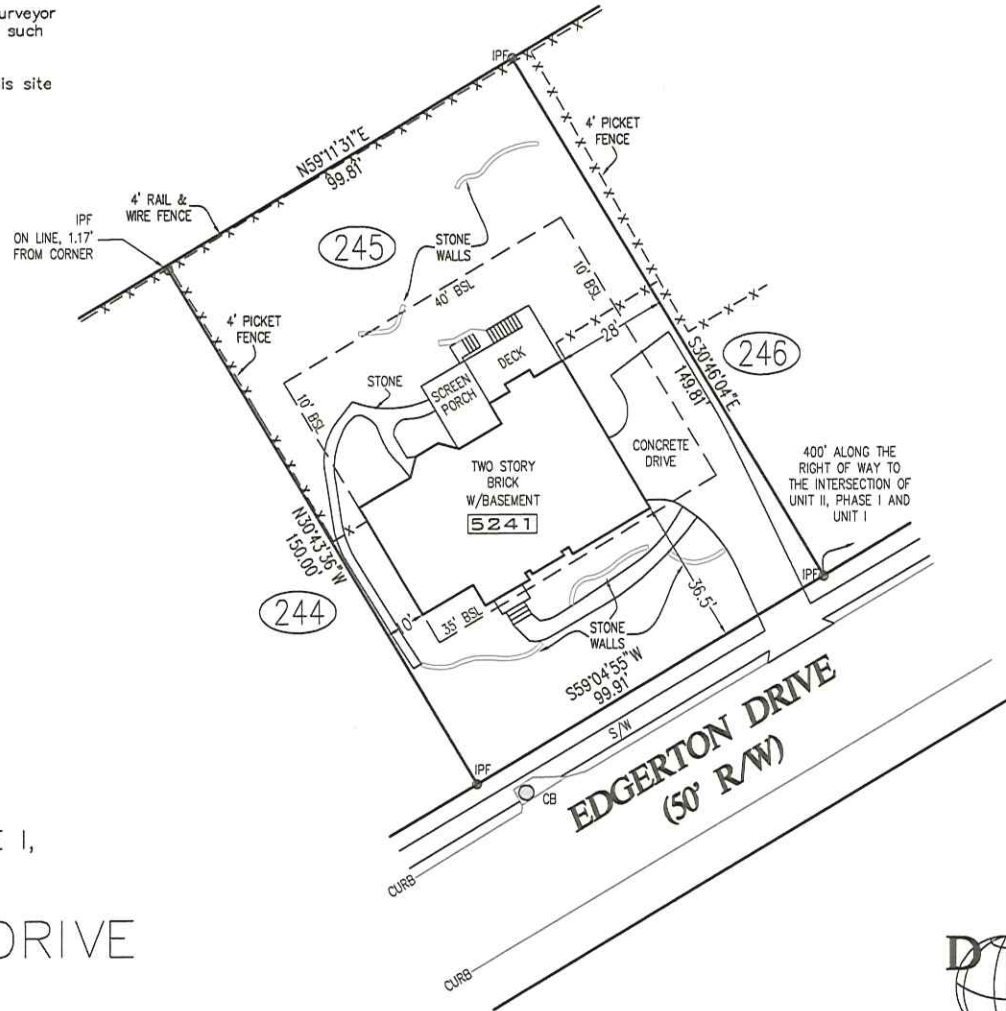 urveyor
such
is site
IPF
N59°11'31"E
99.81'
4' PICKET
FENCE
4' RAIL &
WIRE FENCE
IPF
ON LINE, 1.17'
FROM CORNER
245
STONE
WALLS
40' BSL
10' BSL
4' PICKET
FENCE
28'
S30°46'04"E
149.81'
246
STONE
10' BSL
SCREEN
PORCH
DECK
CONCRETE
DRIVE
TWO STORY
BRICK
W/BASEMENT
5241
400' ALONG THE
RIGHT OF WAY TO
THE INTERSECTION OF
UNIT II, PHASE I AND
UNIT I
N30°43'36"W
150.00'
IPF
244
0'
35' BSL
36.5'
STONE
WALLS
S59°04'55"W
99.91'
S/W
EDGERTON DRIVE
(50' R/W)
IPF
CB
CURB
CURB
E I,
DRIVE
D